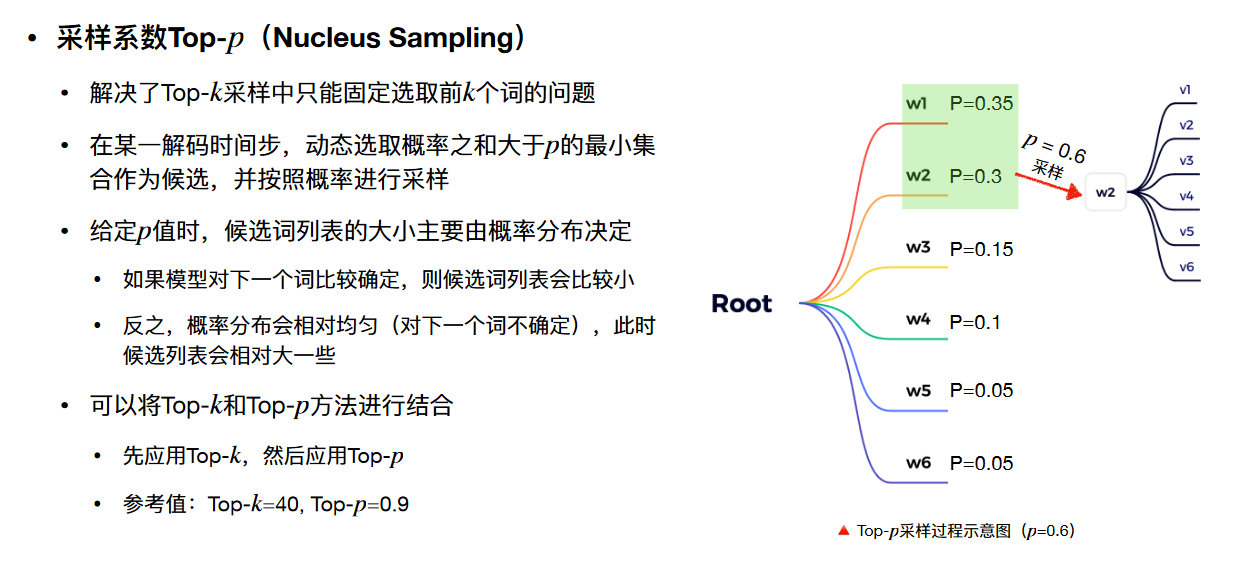 • 采样系数Top-p（Nucleus Sampling）
• 解决了Top-k采样中只能固定选取前k个词的问题
• 在某一解码时间步，动态选取概率之和大于p的最小集
合作为候选，并按照概率进行采样
• 给定p值时，候选词列表的大小主要由概率分布决定
• 如果模型对下一个词比较确定，则候选词列表会比较小
• 反之，概率分布会相对均匀（对下一个词不确定），此时
候选列表会相对大一些
• 可以将Top-k和Top-p方法进行结合
• 先应用Top-k，然后应用Top-p
• 参考值：Top-k=40, Top-p=0.9
Root
w1 P=0.35
w2 P=0.3
w3 P=0.15
w4 P=0.1
w5 P=0.05
w6 P=0.05
p = 0.6
采样
w2
v1
v2
v3
v4
v5
v6
▲ Top-p采样过程示意图（p=0.6）